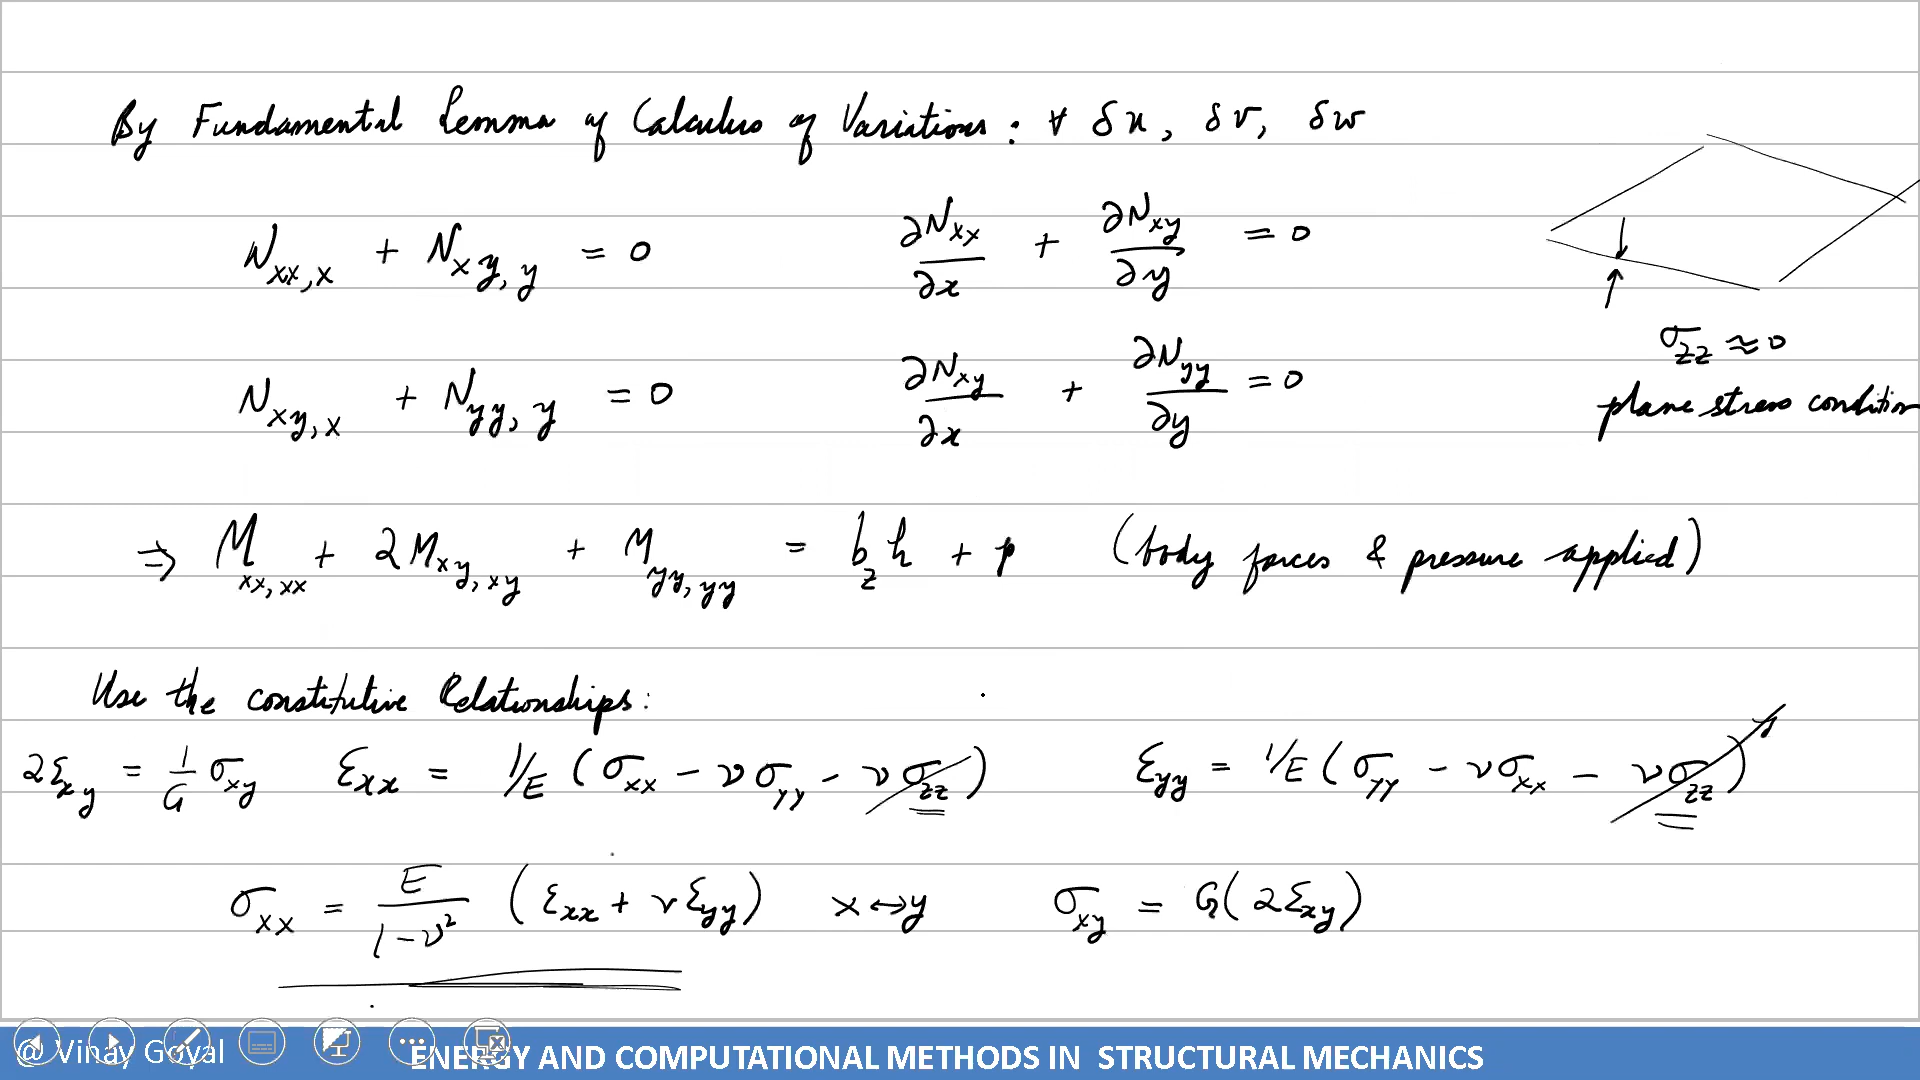 By Fundamental Lemma of Calculus of Variations: ∀ δu, δv, δw
N_xx,x + N_xy,y = 0    ∂N_xx/∂x + ∂N_xy/∂y = 0
σ_zz ≈ 0
plane stress condition
N_xy,x + N_yy,y = 0    ∂N_xy/∂x + ∂N_yy/∂y = 0
⇒ M_xx,xx + 2M_xy,xy + M_yy,yy = b_z h + p (body forces & pressure applied)
Use the constitutive Relationships:
2ε_xy = 1/G σ_xy    ε_xx = 1/E (σ_xx - νσ_yy - νσ_zz)    ε_yy = 1/E (σ_yy - νσ_xx - νσ_zz)
σ_xx = E/(1-ν²) (ε_xx + νε_yy)    x↔y    σ_xy = G(2ε_xy)
@ Vinay Goyal    ENERGY AND COMPUTATIONAL METHODS IN STRUCTURAL MECHANICS